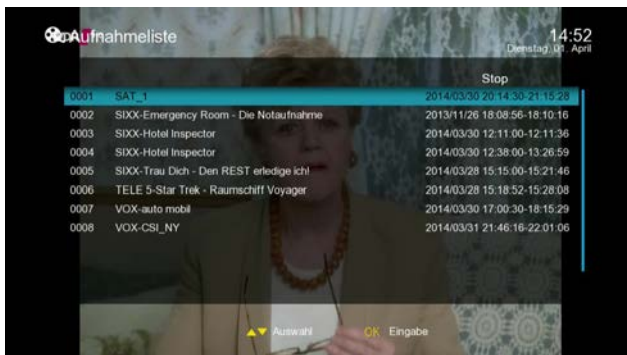 Aufnahmeliste
14:52
Dienstag, 01. April
Stop
0001 SAT_1 2014/03/30 20:14:30-21:15:28
0002 SIXX-Emergency Room - Die Notaufnahme 2013/11/26 18:08:56-18:10:16
0003 SIXX-Hotel Inspector 2014/03/30 12:11:00-12:11:36
0004 SIXX-Hotel Inspector 2014/03/30 12:38:00-13:26:59
0005 SIXX-Trau Dich - Den REST erledige ich! 2014/03/28 15:15:00-15:21:46
0006 TELE 5-Star Trek - Raumschiff Voyager 2014/03/28 15:18:52-15:28:08
0007 VOX-auto mobil 2014/03/30 17:00:30-18:15:29
0008 VOX-CSI_NY 2014/03/31 21:46:16-22:01:06
Auswahl OK Eingabe